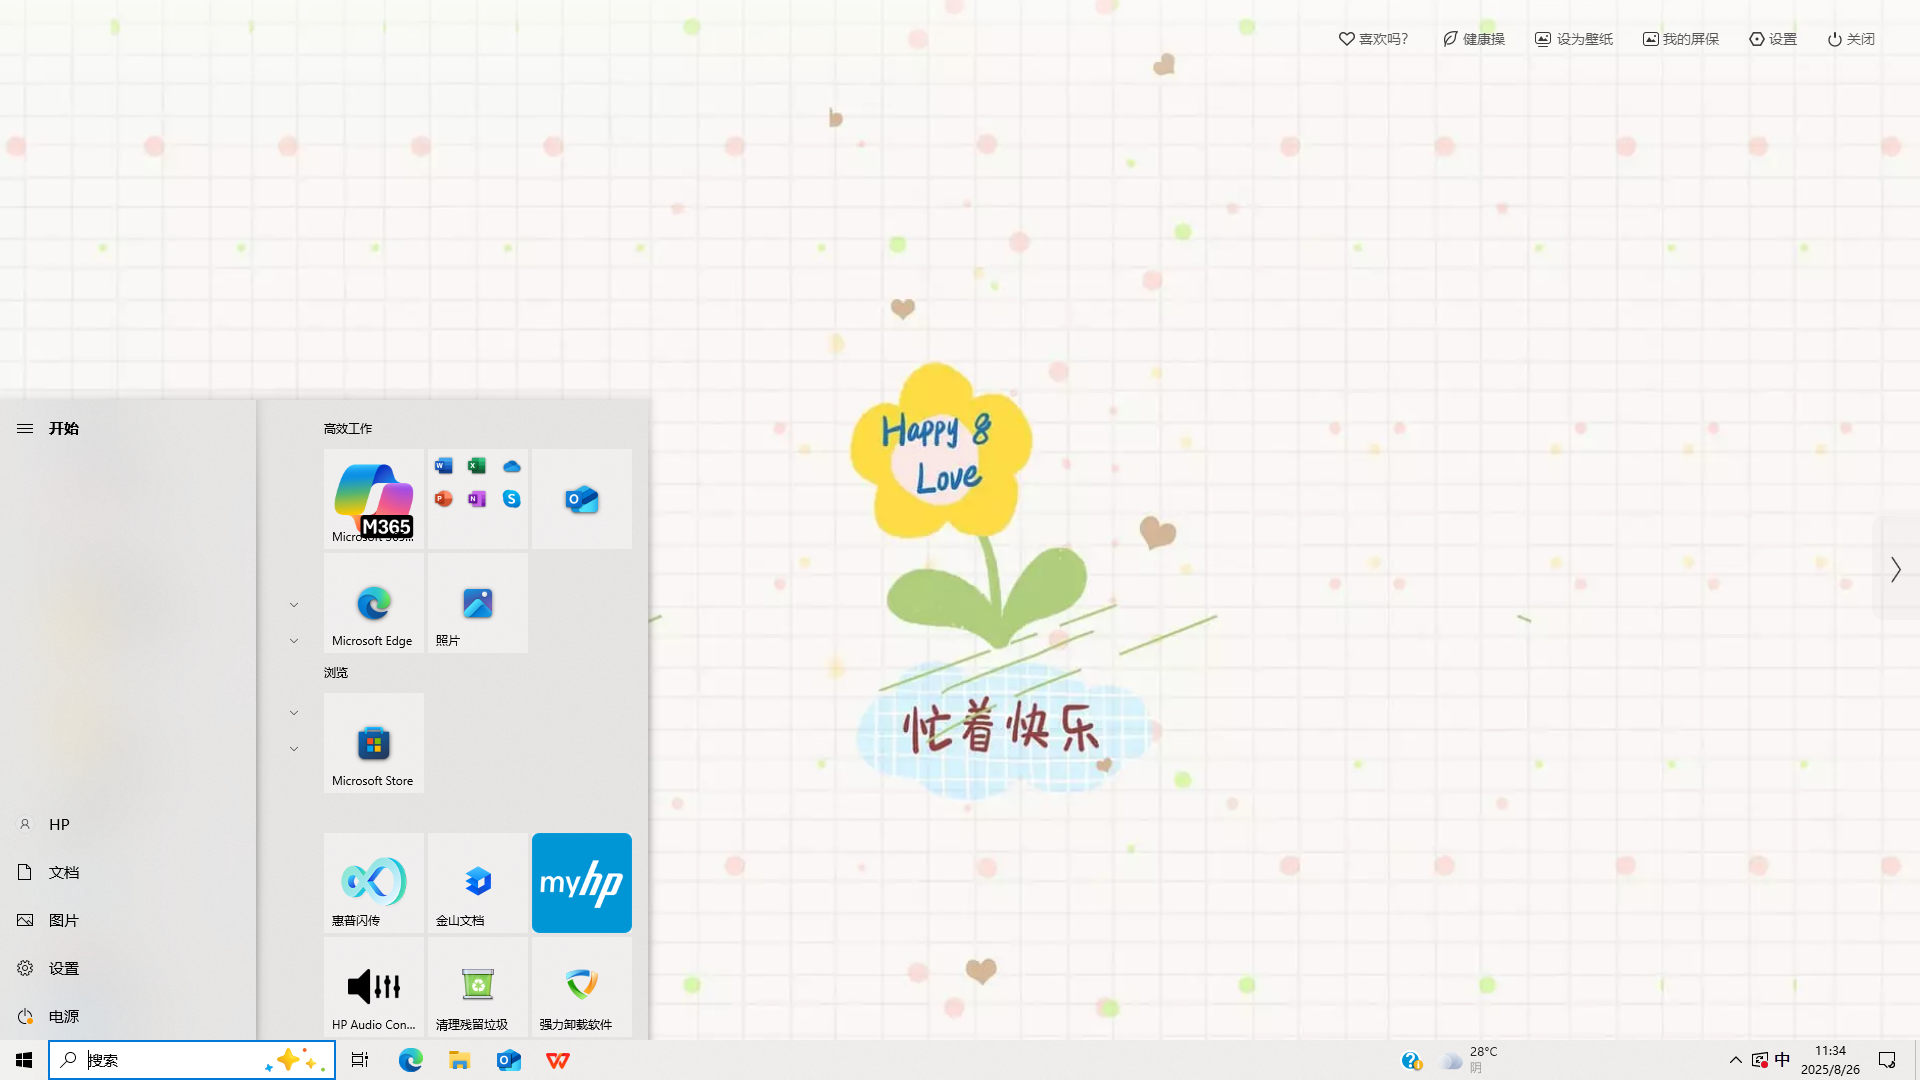 喜欢吗?
健康操
设为壁纸
我的屏保
设置
关闭
Happy &
Love
忙着快乐
开始
HP
文档
图片
设置
电源
高效工作
M365
Microsoft 365...
Microsoft Edge
照片
浏览
Microsoft Store
惠普闪传
金山文档
myhp
HP Audio Con...
清理残留垃圾
强力卸载软件
搜索
28°C
阴
中
11:34
2025/8/26